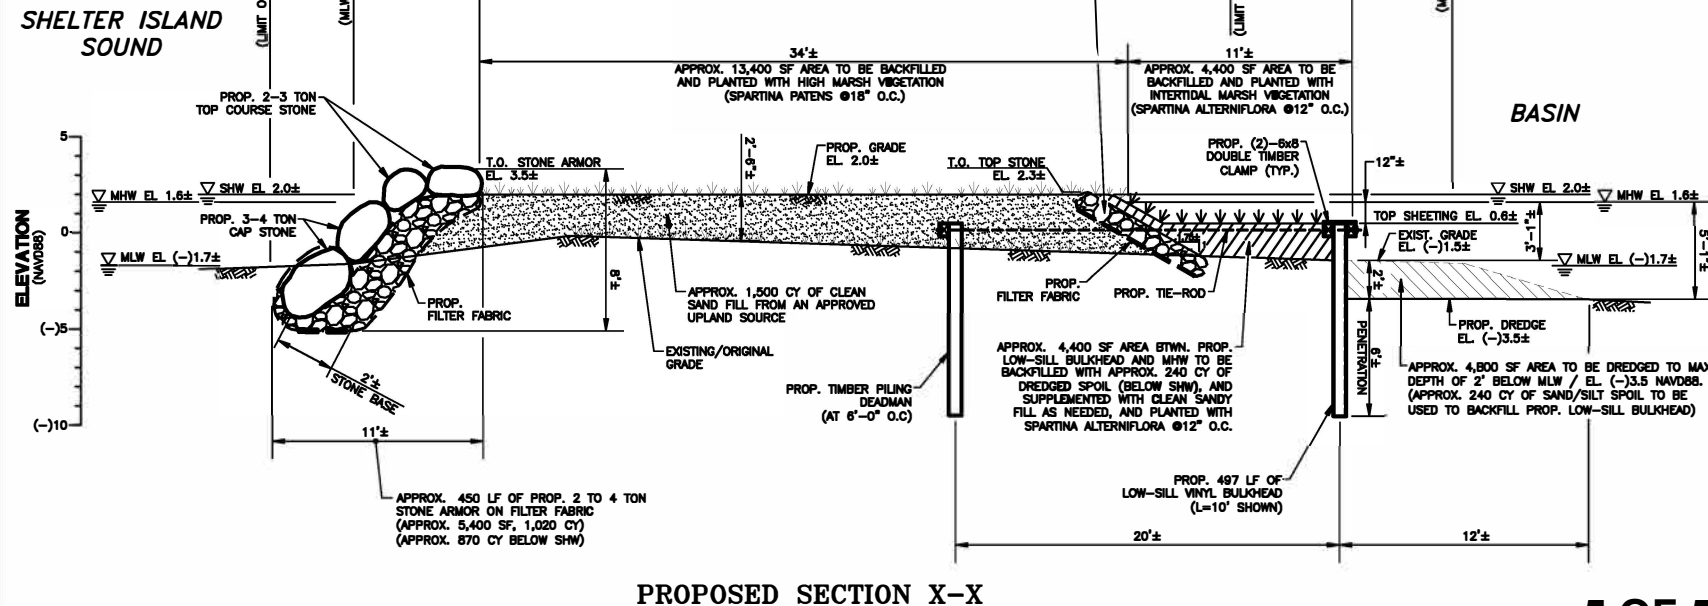 SHELTER ISLAND
SOUND
(LIMIT O
(MLW
(LIMIT
34'±
APPROX. 13,400 SF AREA TO BE BACKFILLED
AND PLANTED WITH HIGH MARSH VEGETATION
(SPARTINA PATENS @18" O.C.)
11'±
APPROX. 4,400 SF AREA TO BE
BACKFILLED AND PLANTED WITH
INTERTIDAL MARSH VEGETATION
(SPARTINA ALTERNIFLORA @12" O.C.)
BASIN
PROP. 2-3 TON
TOP COURSE STONE
T.O. STONE ARMOR
EL. 3.5±
2'-6"±
PROP. GRADE
EL. 2.0±
T.O. TOP STONE
EL. 2.3±
PROP. (2)-6x8
DOUBLE TIMBER
CLAMP (TYP.)
12"±
ELEVATION
(NAVD88)
5
0
(-)5
(-)10
MHW EL 1.6±
SHW EL 2.0±
SHW EL 2.0±
MHW EL 1.6±
PROP. 3-4 TON
CAP STONE
MLW EL (-)1.7±
TOP SHEETING EL. 0.6±
EXIST. GRADE
EL. (-)1.5±
3'-1"±
5'-1"±
MLW EL (-)1.7±
8'±
2'±
PROP.
FILTER FABRIC
APPROX. 1,500 CY OF CLEAN
SAND FILL FROM AN APPROVED
UPLAND SOURCE
PROP.
FILTER FABRIC
PROP. TIE-ROD
PROP. DREDGE
EL. (-)3.5±
EXISTING/ORIGINAL
GRADE
2'±
STONE BASE
PROP. TIMBER PILING
DEADMAN
(AT 6'-0" O.C)
APPROX. 4,400 SF AREA BTWN. PROP.
LOW-SILL BULKHEAD AND MHW TO BE
BACKFILLED WITH APPROX. 240 CY OF
DREDGED SPOIL (BELOW SHW), AND
SUPPLEMENTED WITH CLEAN SANDY
FILL AS NEEDED, AND PLANTED WITH
SPARTINA ALTERNIFLORA @12" O.C.
6'±
PENETRATION
APPROX. 4,800 SF AREA TO BE DREDGED TO MAX
DEPTH OF 2' BELOW MLW / EL. (-)3.5 NAVD88.
(APPROX. 240 CY OF SAND/SILT SPOIL TO BE
USED TO BACKFILL PROP. LOW-SILL BULKHEAD)
11'±
APPROX. 450 LF OF PROP. 2 TO 4 TON
STONE ARMOR ON FILTER FABRIC
(APPROX. 5,400 SF, 1,020 CY)
(APPROX. 870 CY BELOW SHW)
PROP. 497 LF OF
LOW-SILL VINYL BULKHEAD
(L=10' SHOWN)
20'±
12'±
PROPOSED SECTION X-X